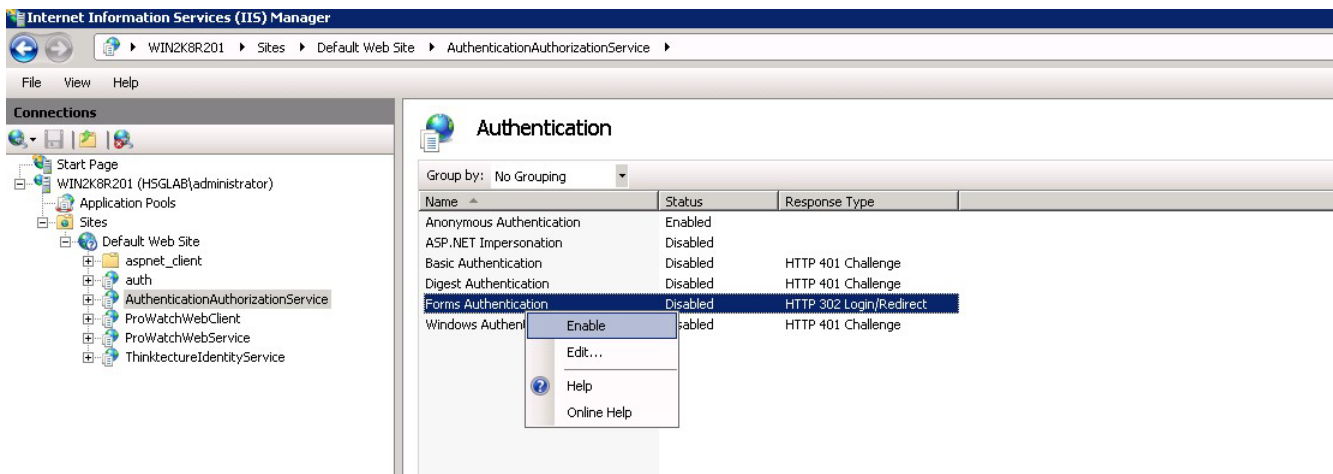 Internet Information Services (IIS) Manager
WIN2K8R201 Sites Default Web Site AuthenticationAuthorizationService
File View Help
Connections
Start Page
WIN2K8R201 (HSGLAB\administrator)
Application Pools
Sites
Default Web Site
aspnet_client
auth
AuthenticationAuthorizationService
ProWatchWebClient
ProWatchWebService
ThinktectureIdentityService
Authentication
Group by: No Grouping
Name Status Response Type
Anonymous Authentication Enabled
ASP.NET Impersonation Disabled
Basic Authentication Disabled HTTP 401 Challenge
Digest Authentication Disabled HTTP 401 Challenge
Forms Authentication Disabled HTTP 302 Login/Redirect
Windows Authen sabled HTTP 401 Challenge
Enable
Edit...
Help
Online Help